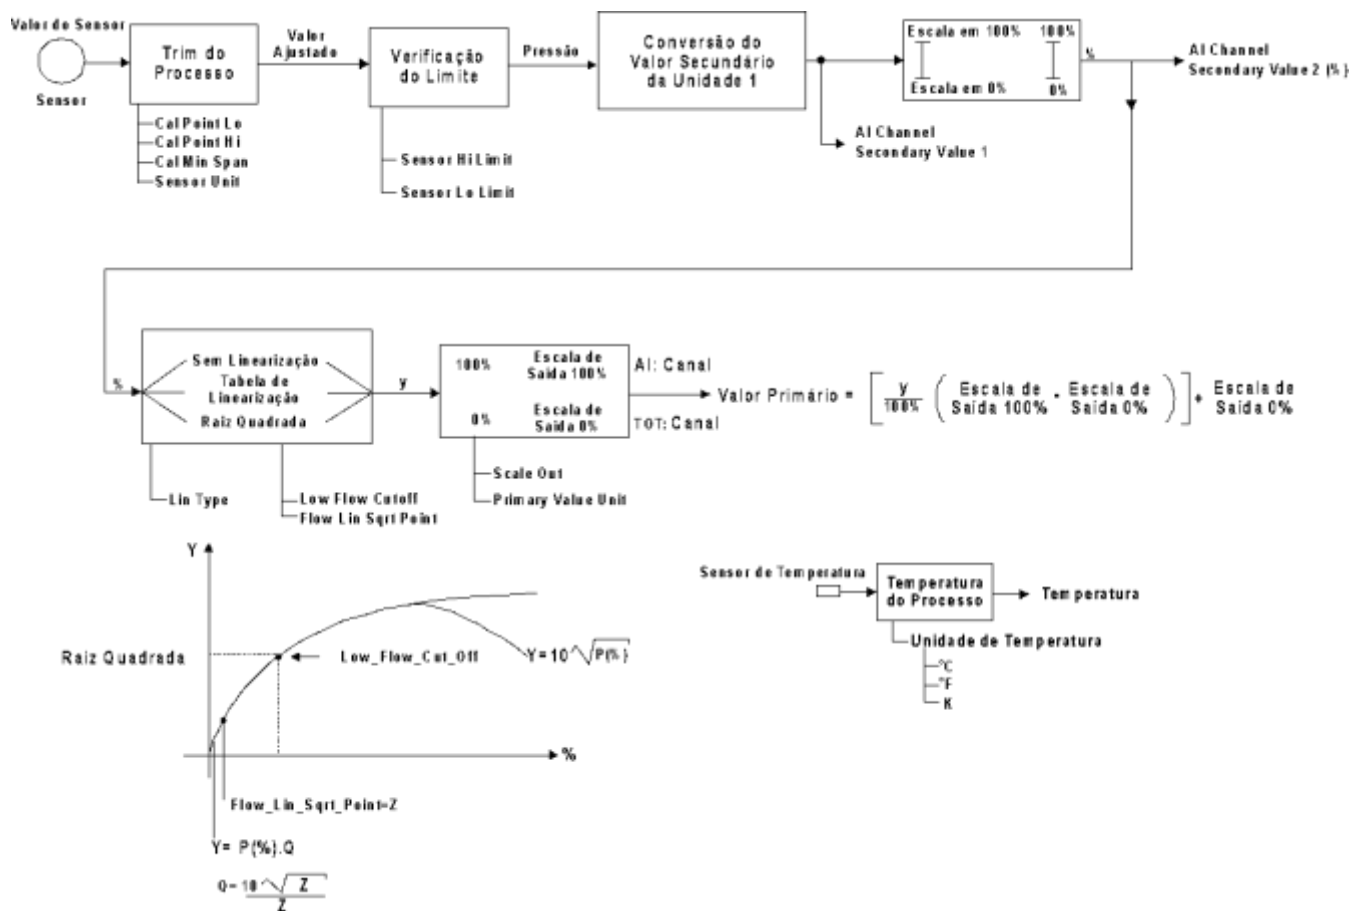 Valor do Sensor
Sensor
Trim do
Processo
Cal Point Lo
Cal Point Hi
Cal Min Span
Sensor Unit
Valor
Ajustado
Verificação
do Limite
Sensor Hi Limit
Sensor Lo Limit
Pressão
Conversão do
Valor Secundário
da Unidade 1
AI Channel
Secondary Value 1
Escala em 100% 100%
Escala em 0% 0%
%
AI Channel
Secondary Value 2 (%)
%
Sem Linearização
Tabela de
Linearização
Raiz Quadrada
Lin Type
Low Flow Cutoff
Flow Lin Sqrt Point
y
100% Escala de
Saída 100%
0% Escala de
Saída 0%
Scale Out
Primary Value Unit
AI: Canal
TOT: Canal
Valor Primário = [ y/100% ( Escala de Saída 100% - Escala de Saída 0% ) ] + Escala de Saída 0%
Y
Raiz Quadrada
Low_Flow_Cut_Off
Y=10 √P(%)
%
Flow_Lin_Sqrt_Point=Z
Y= P(%).Q
Q= 10 √Z
Z
Sensor de Temperatura
Temperatura
do Processo
Temperatura
Unidade de Temperatura
°C
°F
K